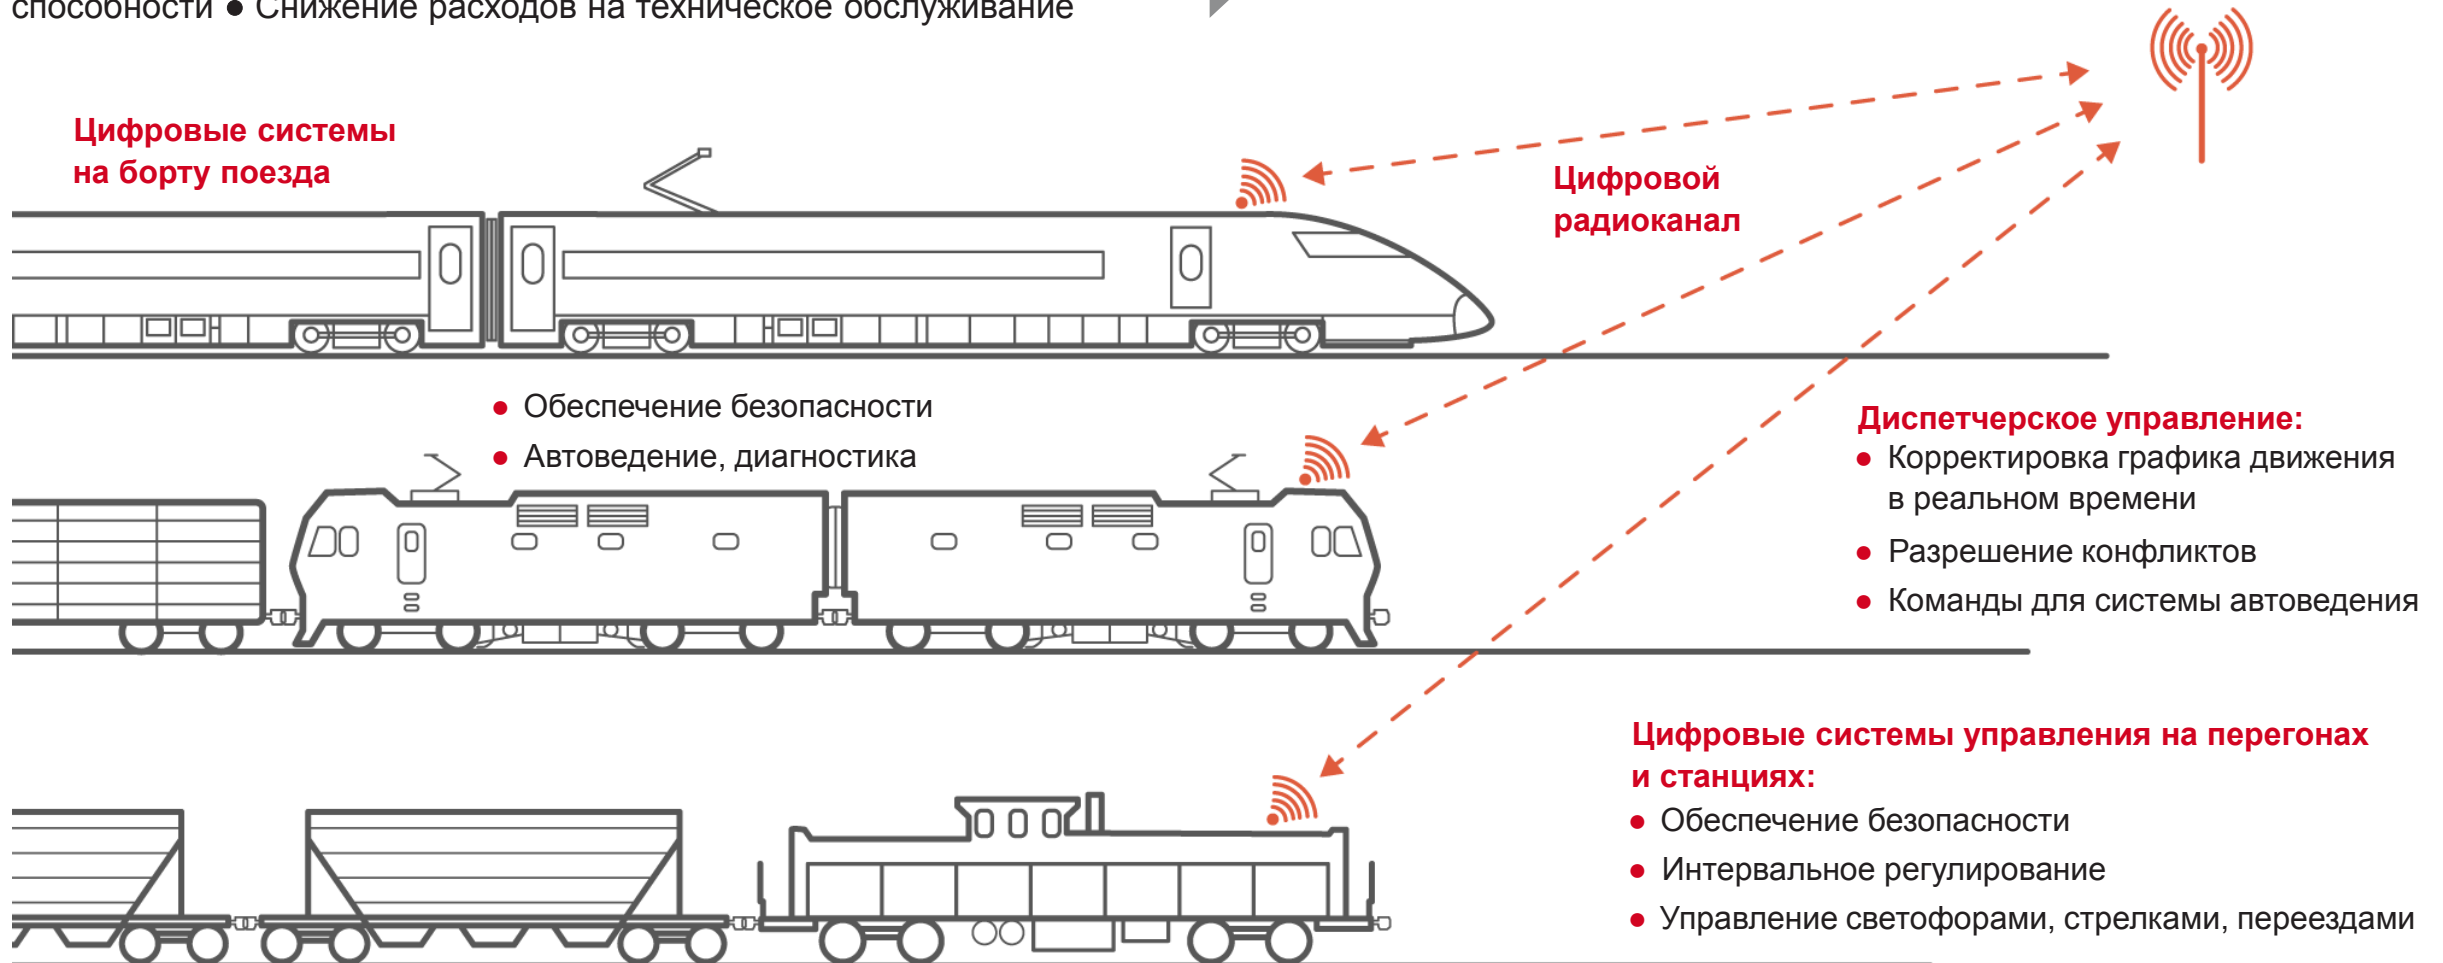 способности ● Снижение расходов на техническое обслуживание
Цифровые системы
на борту поезда
Цифровой
радиоканал
● Обеспечение безопасности
● Автоведение, диагностика
Диспетчерское управление:
● Корректировка графика движения
в реальном времени
● Разрешение конфликтов
● Команды для системы автоведения
Цифровые системы управления на перегонах
и станциях:
● Обеспечение безопасности
● Интервальное регулирование
● Управление светофорами, стрелками, переездами